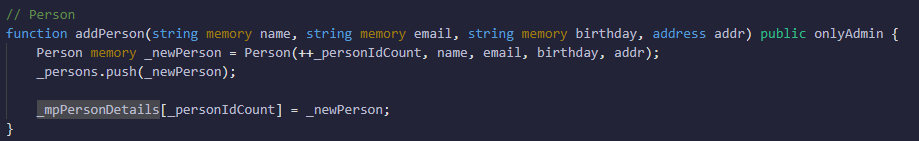 // Person
function addPerson(string memory name, string memory email, string memory birthday, address addr) public onlyAdmin {
Person memory _newPerson = Person(++_personIdCount, name, email, birthday, addr);
_persons.push(_newPerson);
_mpPersonDetails[_personIdCount] = _newPerson;
}